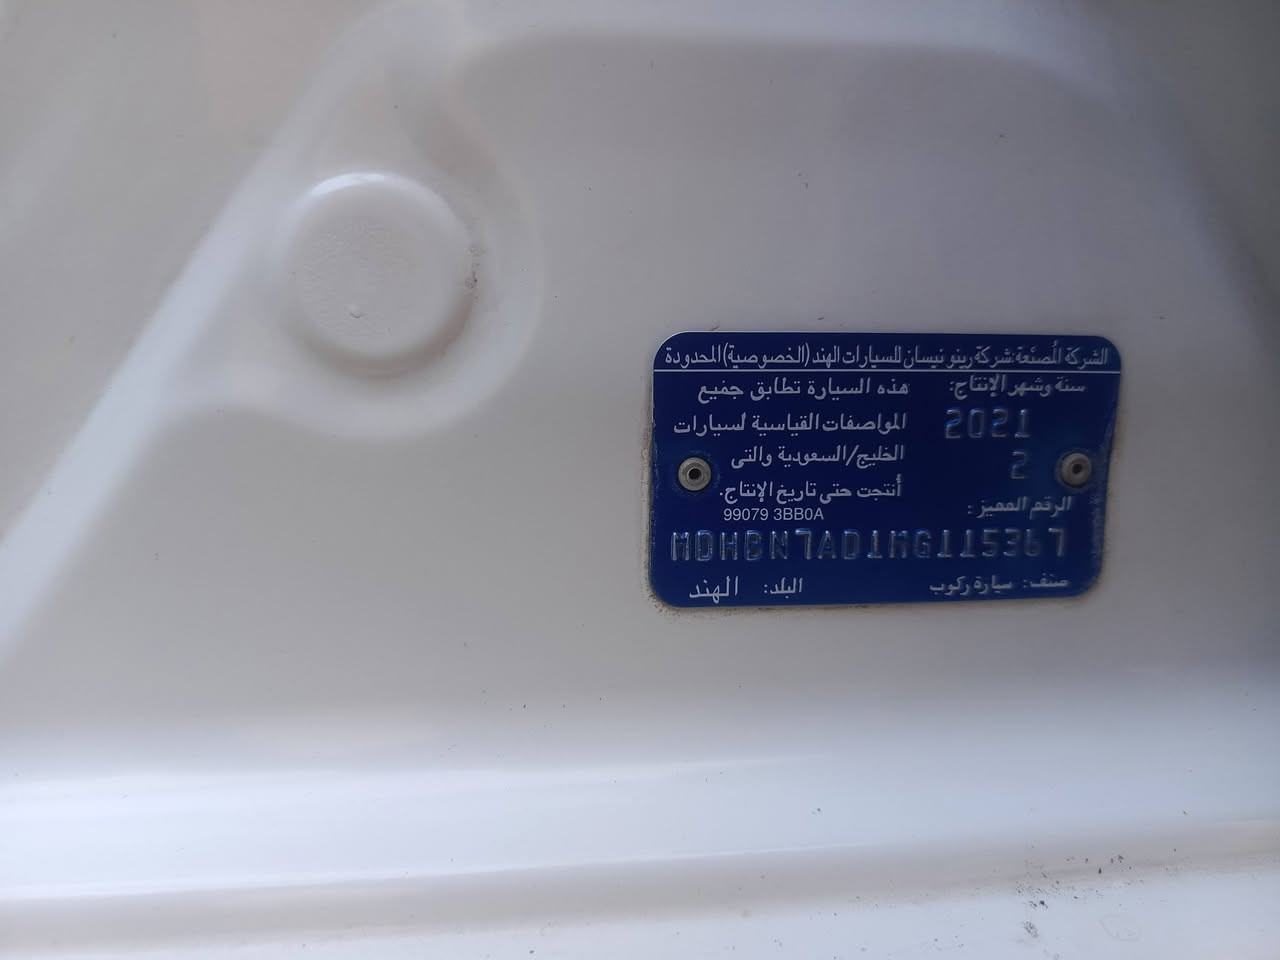 الشركة المُصنّعة:شركة رينو نيسان للسيارات الهند (الخصوصية) المحدودة
سنة وشهر الإنتاج:
2021
2
هذه السيارة تطابق جميع
المواصفات القياسية لسيارات
الخليج/السعودية والتى
أنتجت حتى تاريخ الإنتاج.
99079 3BB0A
الرقم المميز:
MDHBN7AD1MG115367
صنف: سيارة ركوب
البلد: الهند